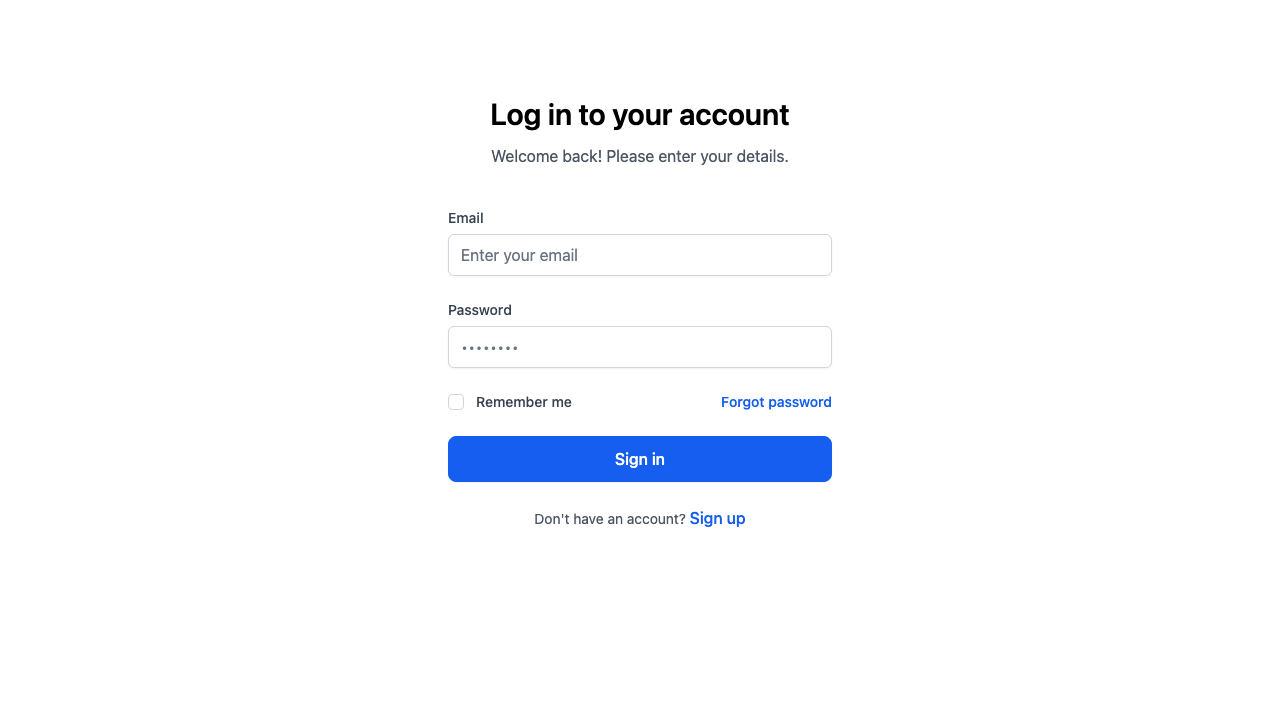 Log in to your account
Welcome back! Please enter your details.
Email
Enter your email
Password
••••••••
Remember me
Forgot password
Sign in
Don't have an account? Sign up